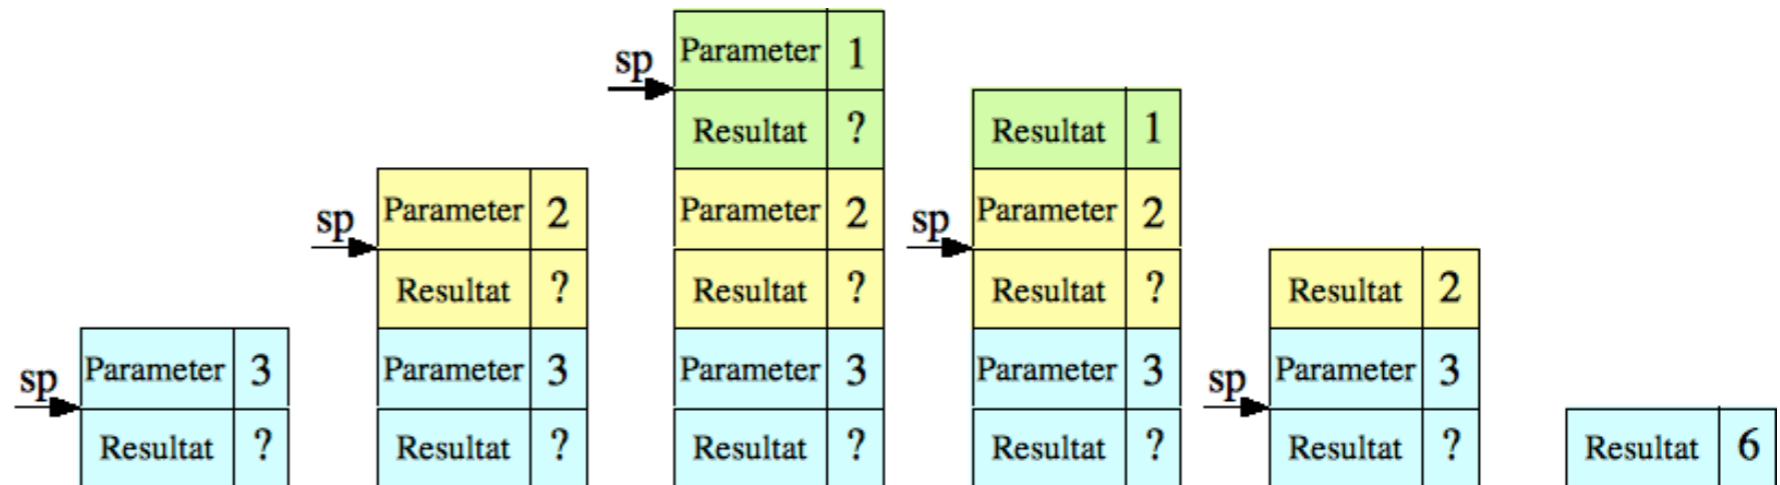 sp
Parameter 3
Resultat ?
sp
Parameter 2
Resultat ?
Parameter 3
Resultat ?
sp
Parameter 1
Resultat ?
Parameter 2
Resultat ?
Parameter 3
Resultat ?
Resultat 1
sp
Parameter 2
Resultat ?
Parameter 3
Resultat ?
Resultat 2
sp
Parameter 3
Resultat ?
Resultat 6